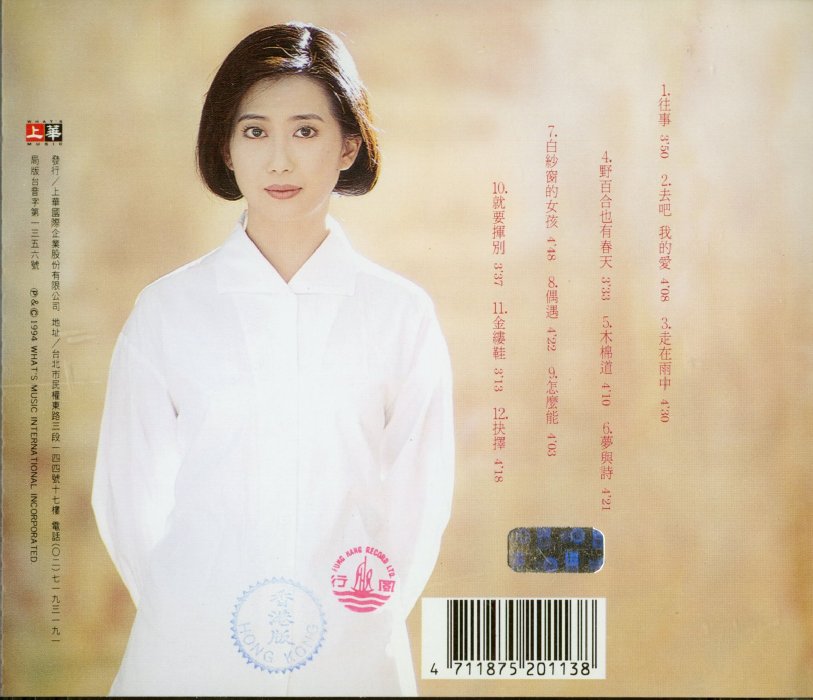 1.往事 3'50 2.去吧 我的愛 4'08 3.走在雨中 4'30
4.野百合也有春天 3'33 5.木棉道 4'10 6.夢與詩 4'21
7.白紗窗的女孩 4'48 8.偶遇 4'22 9.怎麼能 4'03
10.就要揮別 3'37 11.金縷鞋 3'13 12.抉擇 4'18
WHAT'S
上華
MUSIC
發行/上華國際企業股份有限公司 地址/台北市民權東路三段一四四號十七樓 電話(〇二)七一九三一九一
局版台音字第一三五六號 ℗&© 1994 WHAT'S MUSIC INTERNATIONAL INCORPORATED
FUNG HANG RECORD LTD.
香港版
HONG KONG
4 711875 201138